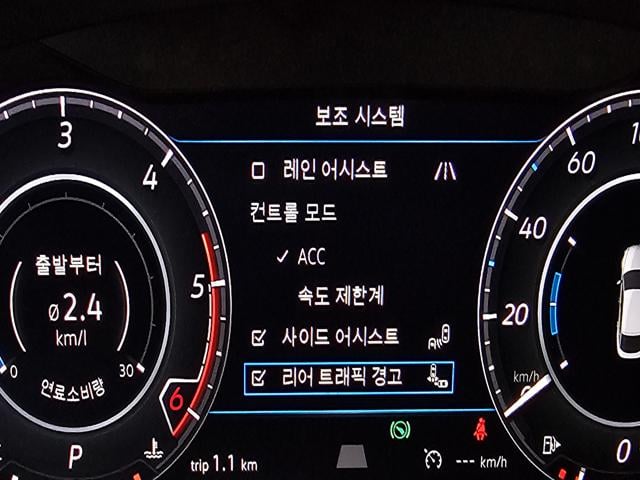 보조 시스템
레인 어시스트
컨트롤 모드
ACC
속도 제한계
사이드 어시스트
리어 트래픽 경고
3
4
5
6
출발부터
ø2.4
km/l
0
30
연료소비량
P
trip 1.1 km
--- km/h
60
40
20
km/h
0